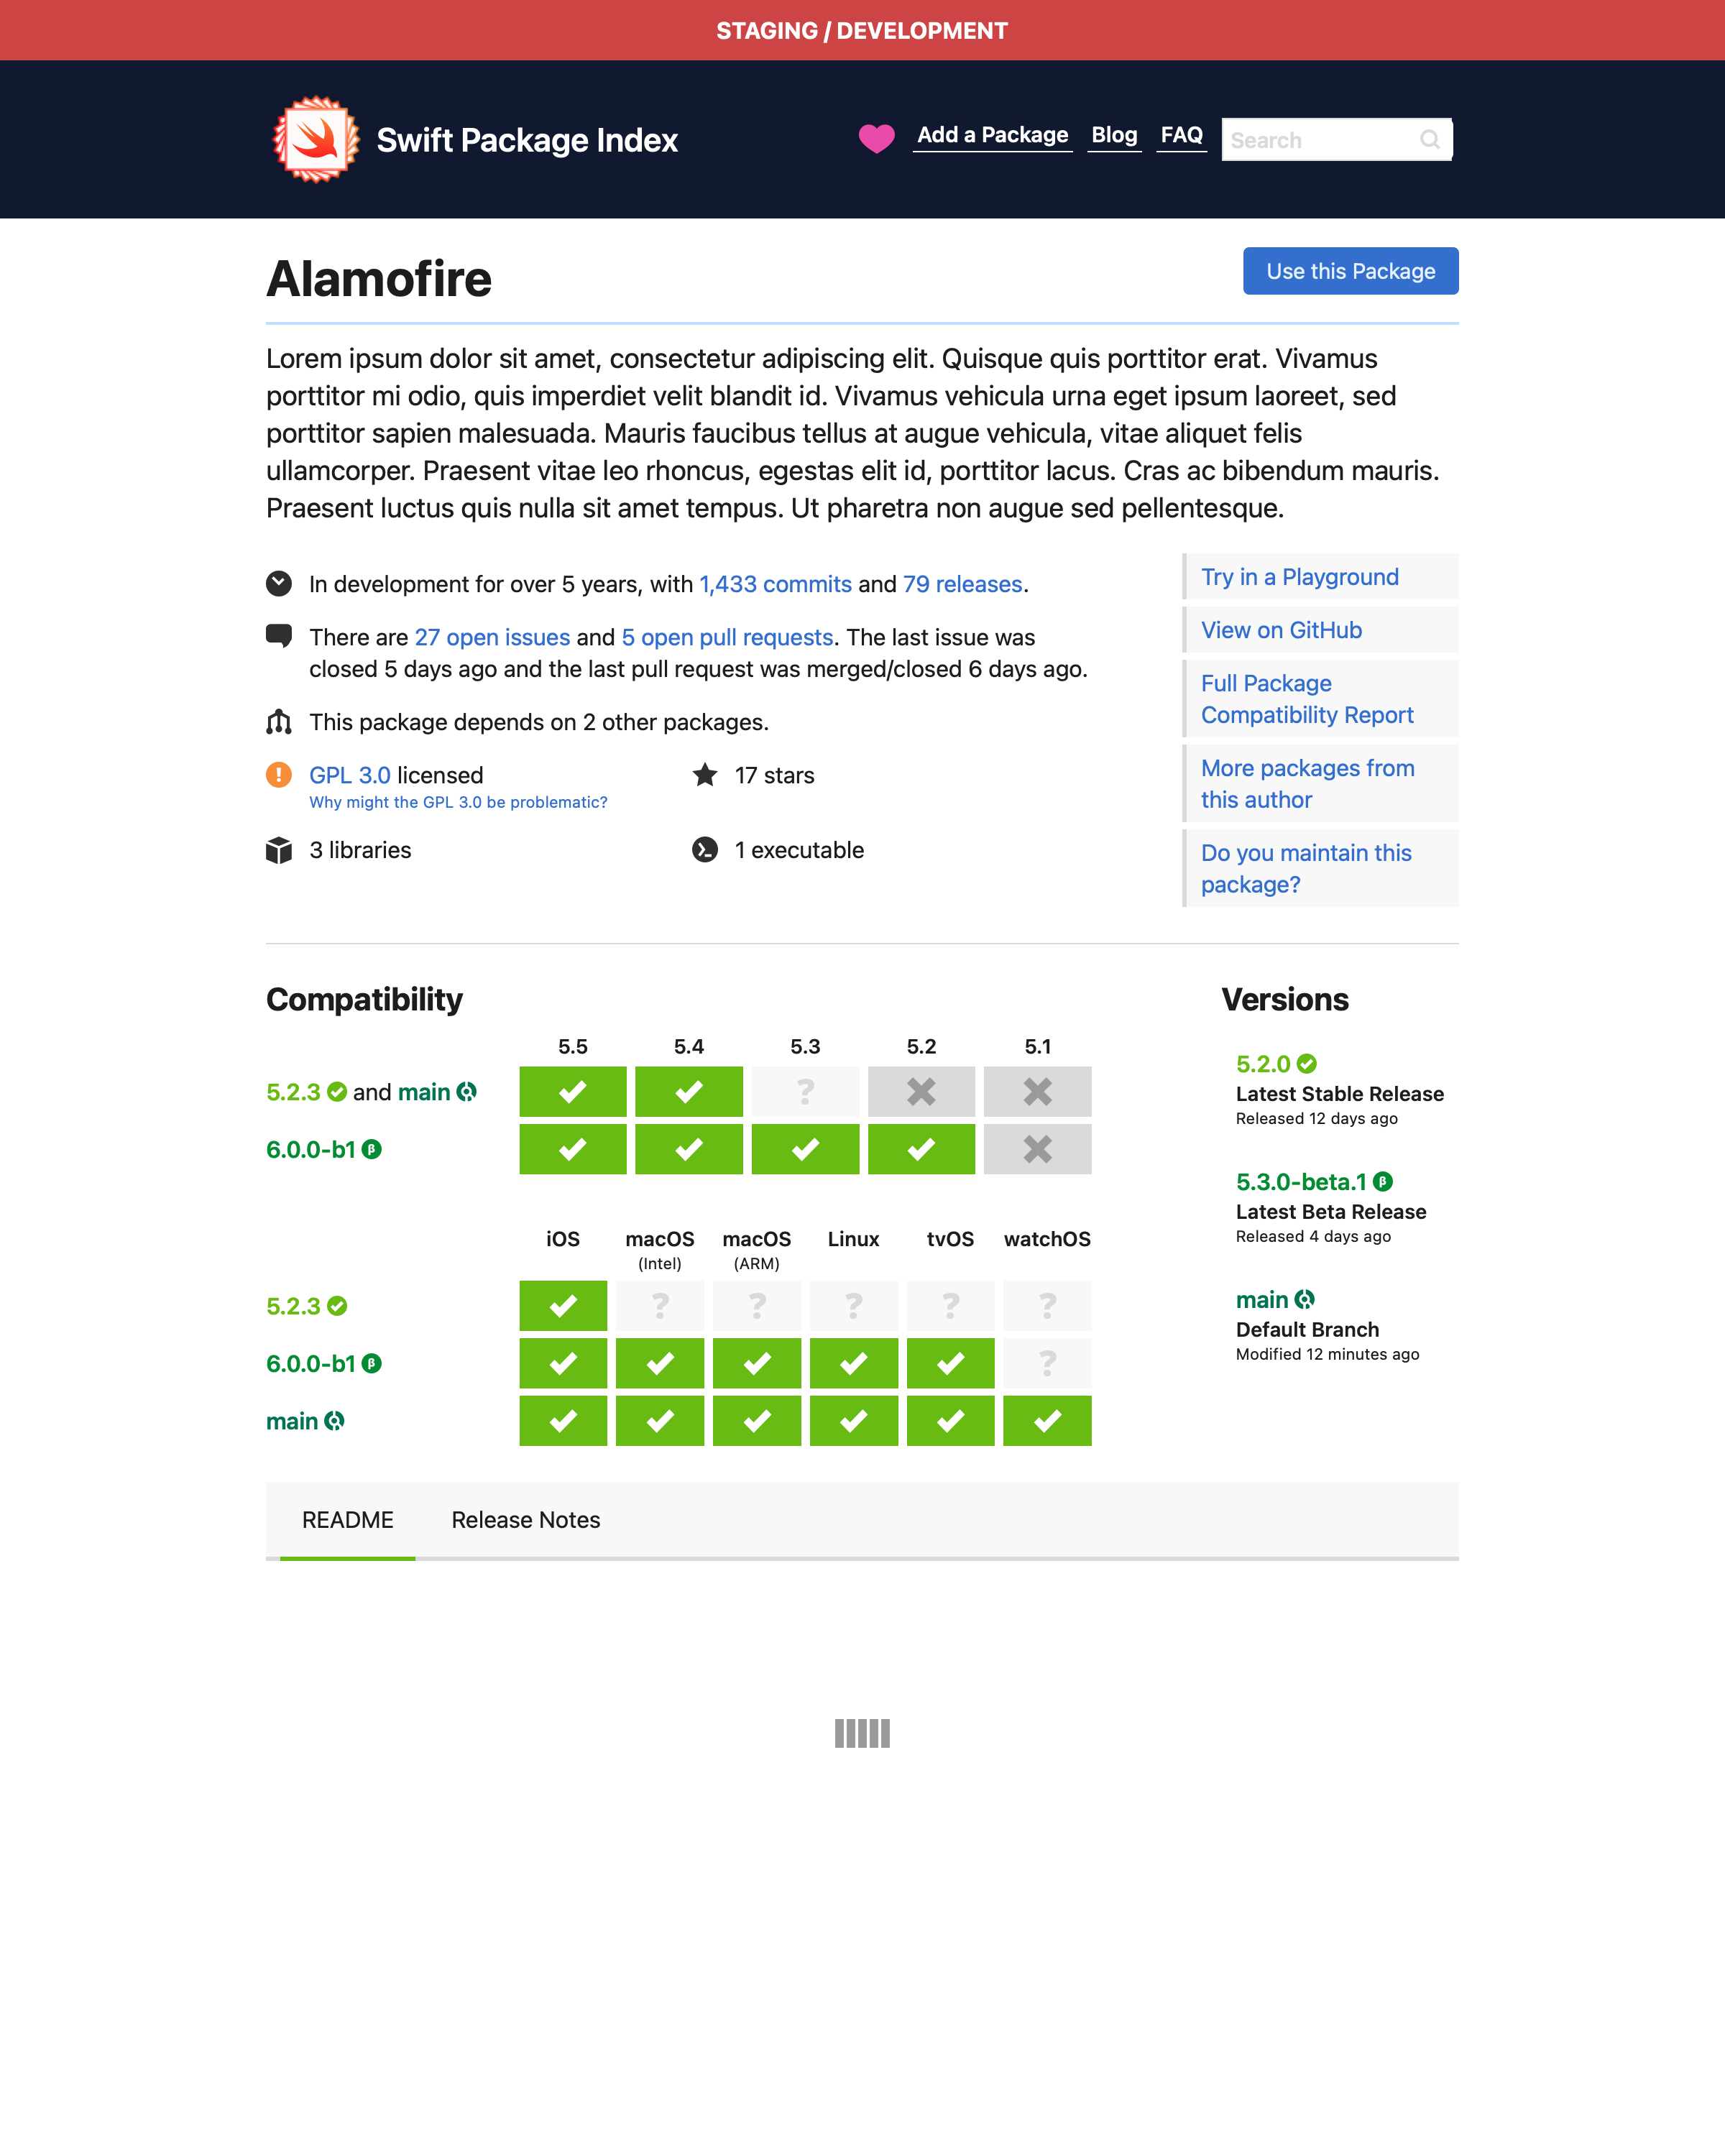 STAGING / DEVELOPMENT
Swift Package Index
Add a Package Blog FAQ Search
Alamofire
Use this Package
Lorem ipsum dolor sit amet, consectetur adipiscing elit. Quisque quis porttitor erat. Vivamus
porttitor mi odio, quis imperdiet velit blandit id. Vivamus vehicula urna eget ipsum laoreet, sed
porttitor sapien malesuada. Mauris faucibus tellus at augue vehicula, vitae aliquet felis
ullamcorper. Praesent vitae leo rhoncus, egestas elit id, porttitor lacus. Cras ac bibendum mauris.
Praesent luctus quis nulla sit amet tempus. Ut pharetra non augue sed pellentesque.
In development for over 5 years, with 1,433 commits and 79 releases.
There are 27 open issues and 5 open pull requests. The last issue was
closed 5 days ago and the last pull request was merged/closed 6 days ago.
This package depends on 2 other packages.
GPL 3.0 licensed
Why might the GPL 3.0 be problematic?
17 stars
3 libraries
1 executable
Try in a Playground
View on GitHub
Full Package
Compatibility Report
More packages from
this author
Do you maintain this
package?
Compatibility
5.5 5.4 5.3 5.2 5.1
5.2.3 and main ?
6.0.0-b1 β
iOS macOS macOS Linux tvOS watchOS
(Intel) (ARM)
5.2.3 ? ? ? ? ?
6.0.0-b1 β ?
main
Versions
5.2.0
Latest Stable Release
Released 12 days ago
5.3.0-beta.1 β
Latest Beta Release
Released 4 days ago
main
Default Branch
Modified 12 minutes ago
README Release Notes